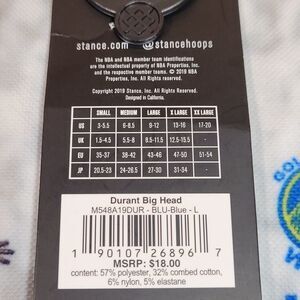 stance.com @stancehoops
The NBA and NBA member team identifications
are the intellectual property of NBA Properties, Inc.
and the respective member teams. © 2019 NBA
Properties, Inc. All Rights Reserved.
Copyright 2019 Stance, Inc. All Rights Reserved.
Designed in California.
SMALL MEDIUM LARGE X LARGE XX LARGE
US 3-5.5 6-8.5 9-12 13-16 17-20
UK 1.5-4.5 5.5-8 8.5-11.5 12.5-15.5 -
EU 35-37 38-42 43-46 47-50 51-54
JP 20.5-23 24-26.5 27-30 31-34 -
Durant Big Head
M548A19DUR - BLU-Blue - L
1 90107 26896 7
MSRP: $18.00
content: 57% polyester, 32% combed cotton,
6% nylon, 5% elastane